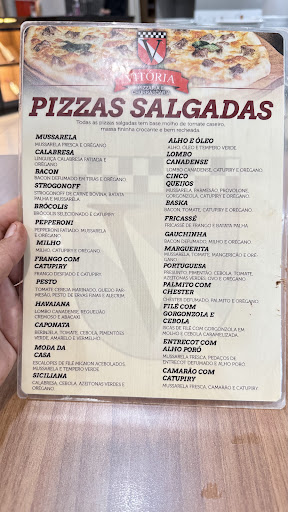 VITÓRIA
PIZZAS SALGADAS
Todas as pizzas salgadas tem base molho de tomate caseiro,
massa fininha crocante e bem recheada.
MUSSARELA
MUSSARELA FRESCA E ORÉGANO
CALABRESA
LINGUIÇA CALABRESA FATIADA E
ORÉGANO
BACON
BACON DEFUMADO EM TIRAS E ORÉGANO
STROGONOFF
STROGONOFF DE CARNE BOVINA, BATATA
PALHA E MUSSARELA
BRÓCOLIS
BRÓCOLIS SELECIONADO E CATUPIRY
PEPPERONI
PEPPERONI FATIADO, MUSSARELA
E ORÉGANO
MILHO
MILHO, CATUPIRY E ORÉGANO
FRANGO COM
CATUPIRY
FRANGO DESFIADO E CATUPIRY
PESTO
TOMATE CEREJA MARINADO, QUEIJO PAR-
MESÃO, PESTO DE ERVAS FINAS E ALECRIM
HAVAIANA
LOMBO CANADENSE, REQUEIJÃO
CREMOSO E ABACAXI
CAPONATA
BERINJELA, TOMATE, CEBOLA, PIMENTÕES
VERDE, AMARELO E VERMELHO
MODA DA
CASA
ESCALOPES DE FILÉ MIGNON ACEBOLADOS,
MUSSARELA E TEMPERO VERDE
SICILIANA
CALABRESA, CEBOLA, AZEITONAS VERDES E
ORÉGANO
ALHO E ÓLEO
ALHO, ÓLEO E TEMPERO VERDE
LOMBO
CANADENSE
LOMBO CANADENSE, CATUPIRY E ORÉGANO
CINCO
QUEIJOS
MUSSARELA, PARMESÃO, PROVOLONE,
GORGONZOLA, CATUPIRY E ORÉGANO
BASKA
BACON, TOMATE, CATUPIRY E ORÉGANO
FRICASSÉ
FRICASSÉ DE FRANGO E BATATA PALHA
GAUCHINHA
BACON DEFUMADO, MILHO E ORÉGANO
MARGUERITA
MUSSARELA, TOMATE, MANJERICÃO E ORÉ-
GANO
PORTUGUESA
PRESUNTO, PIMENTÃO, CEBOLA, TOMATE,
AZEITONAS VERDES, OVO E ORÉGANO
PALMITO COM
CHESTER
CHESTER DEFUMADO, PALMITO E ORÉGANO
FILÉ COM
GORGONZOLA E
CEBOLA
IŚCAS DE FILÉ COM GORGONZOLA EM
MOLHO E CEBOLA CARAMELIZADA
ENTRECOT COM
ALHO PORÓ
MUSSARELA FRESCA, PEDAÇOS DE
ENTRECOT DEFUMADO E ALHO PORÓ
CAMARÃO COM
CATUPIRY
MUSSARELA FRESCA, CAMARÃO E CATUPIRY